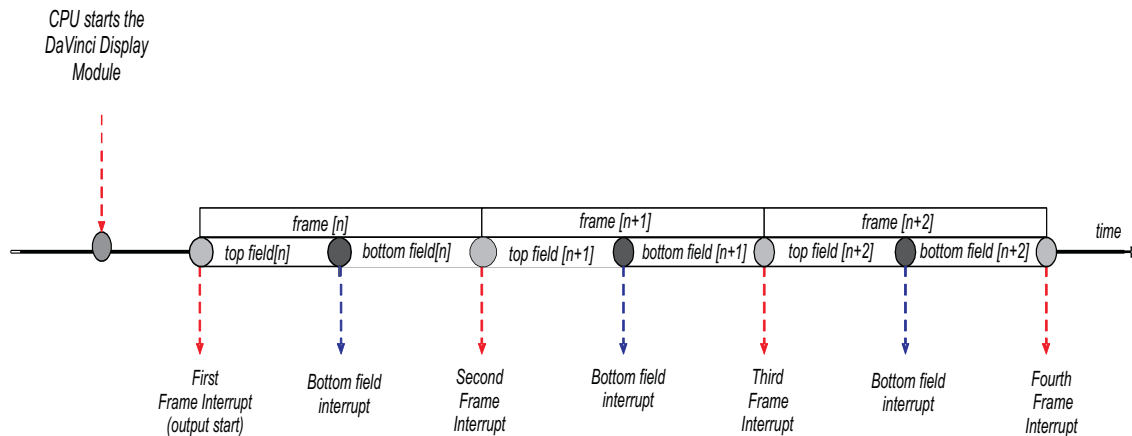 CPU starts the
DaVinci Display
Module
frame [n]
frame [n+1]
frame [n+2]
time
top field[n]
bottom field[n]
top field [n+1]
bottom field [n+1]
top field [n+2]
bottom field [n+2]
First
Frame Interrupt
(output start)
Bottom field
interrupt
Second
Frame
Interrupt
Bottom field
interrupt
Third
Frame
Interrupt
Bottom field
interrupt
Fourth
Frame
Interrupt